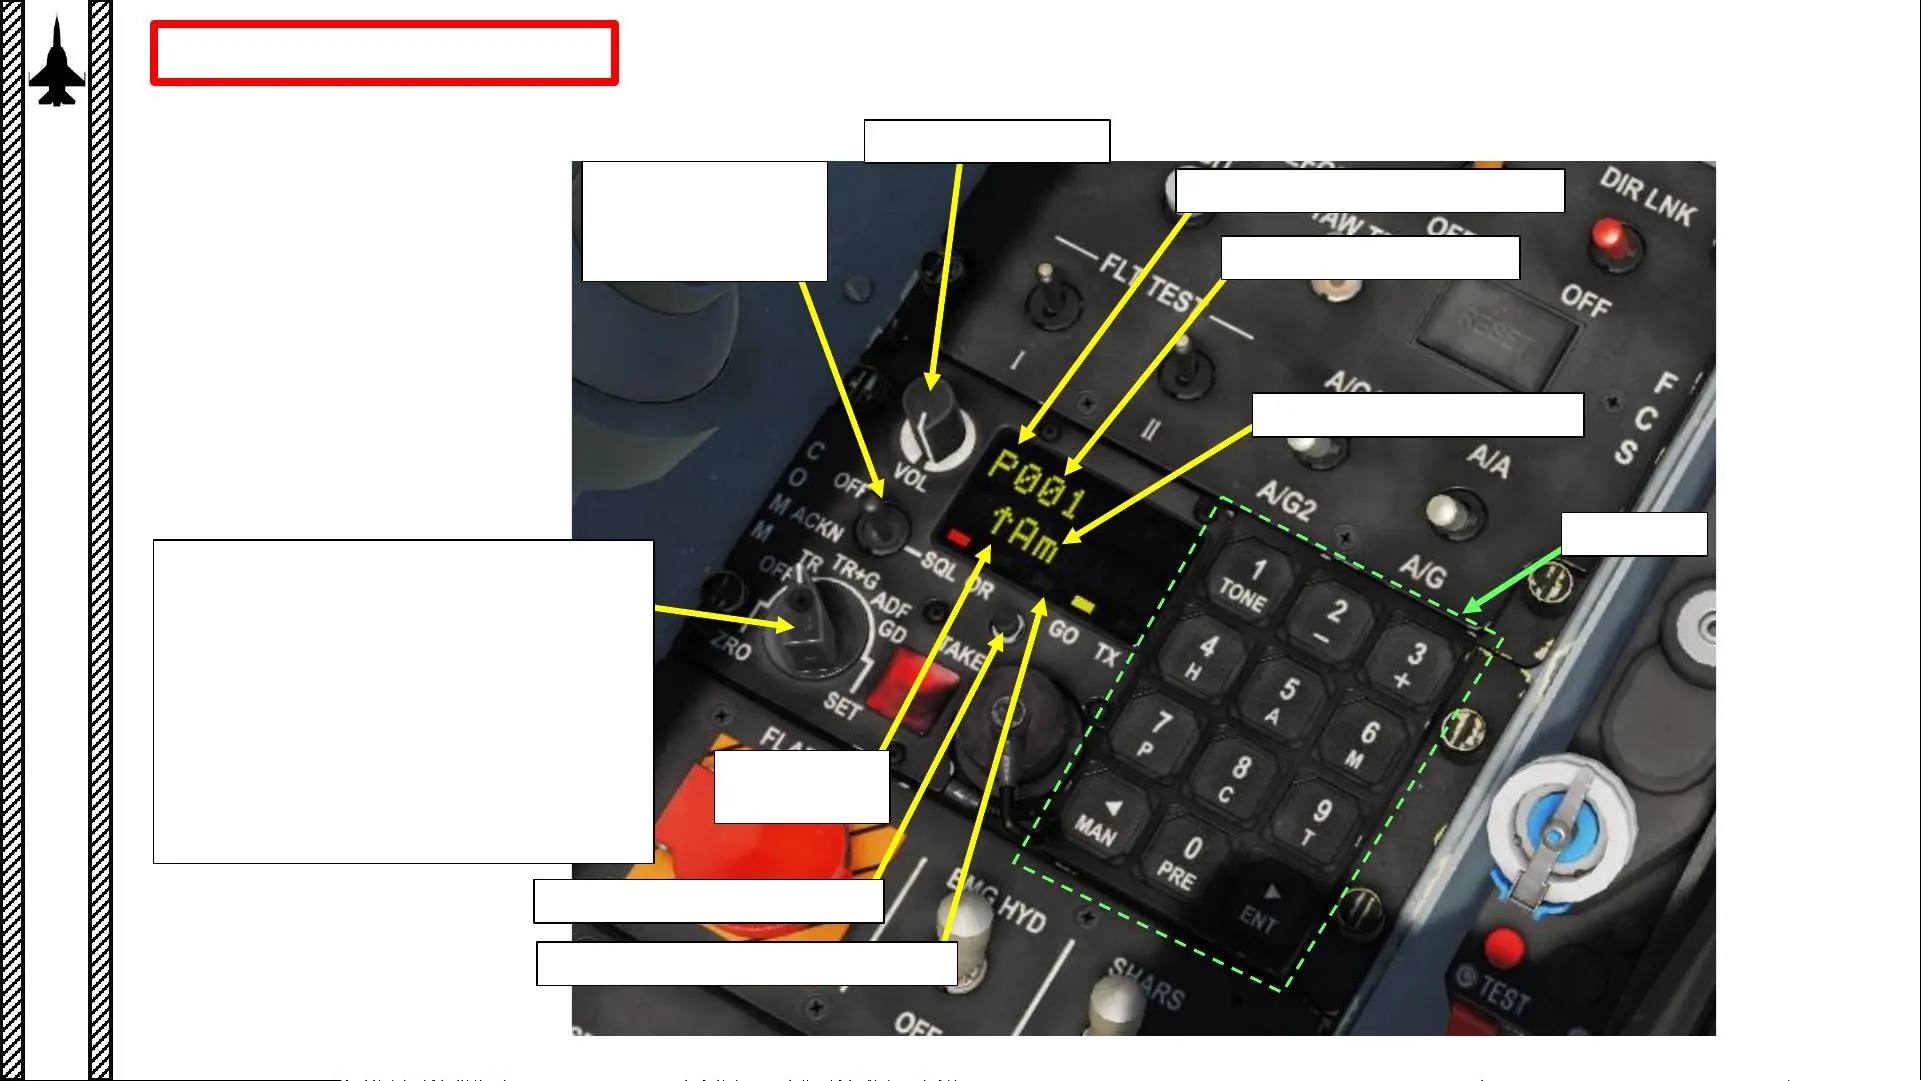 DIR LNK
OFF
FLT TEST
OFF
RESET
I
II
F
C
S
A/A
A/G2
A/G
VOL
C
O
M
M
OFF
ACKN
SQL
P001
↑Am
OFF
TR
TR+G
ADF
GD
ZRO
SET
TAKE
GO
TX
1
TONE
2
–
3
+
4
H
5
A
6
M
7
P
8
C
9
T
◄
MAN
0
PRE
►
ENT
EMG HYD
SHARS
OFF
TEST